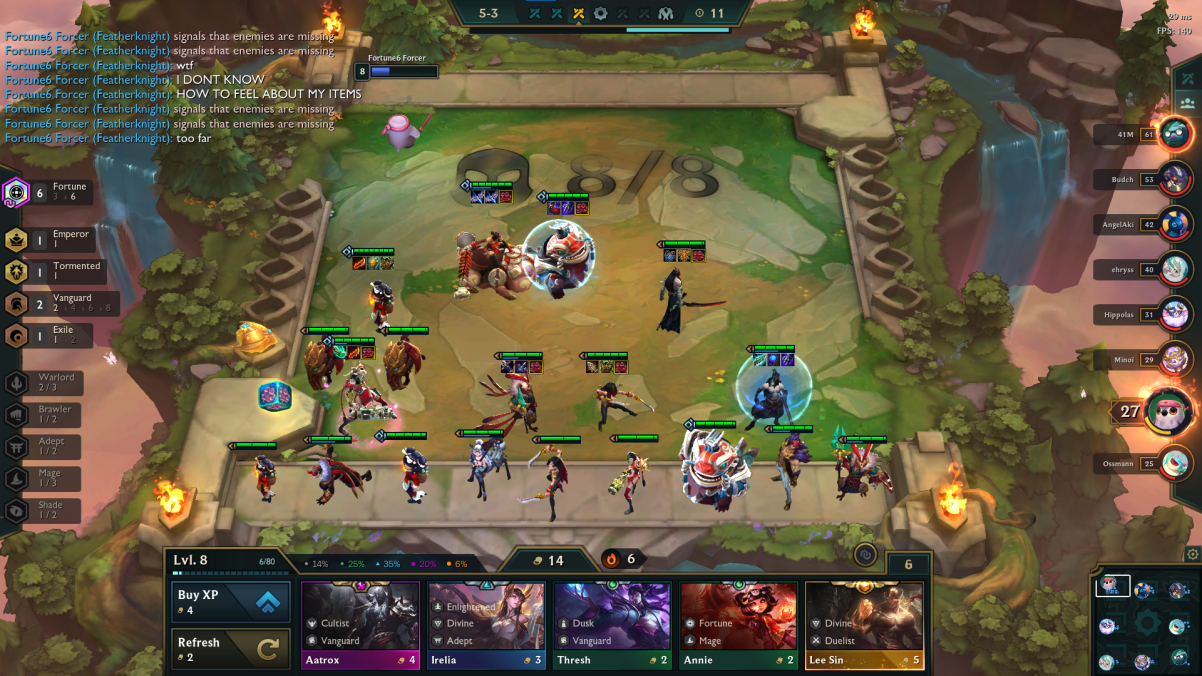 5-3
11
29 ms
FPS: 140
Fortune6 Forcer (Featherknight) signals that enemies are missing
Fortune6 Forcer (Featherknight) signals that enemies are missing
Fortune6 Forcer (Featherknight): wtf
Fortune6 Forcer (Featherknight): I DONT KNOW
Fortune6 Forcer (Featherknight): HOW TO FEEL ABOUT MY ITEMS
Fortune6 Forcer (Featherknight) signals that enemies are missing
Fortune6 Forcer (Featherknight) signals that enemies are missing
Fortune6 Forcer (Featherknight): too far
Fortune6 Forcer
8
8/8
6 Fortune
3 › 6
1 Emperor
1
1 Tormented
1
2 Vanguard
2 › 4 › 6 › 8
1 Exile
1 › 2
Warlord
2 / 3
Brawler
1 / 2
Adept
1 / 2
Mage
1 / 3
Shade
1 / 2
41M 61
Budch 53
AngelAki 42
ehryss 40
Hippolas 31
Minoï 29
27
Ossmann 25
Lvl. 8 6/80
14% 25% 35% 20% 6%
14
6
6
Buy XP
4
Refresh
2
Cultist
Vanguard
Aatrox 4
Enlightened
Divine
Adept
Irelia 3
Dusk
Vanguard
Thresh 2
Fortune
Mage
Annie 2
Divine
Duelist
Lee Sin 5